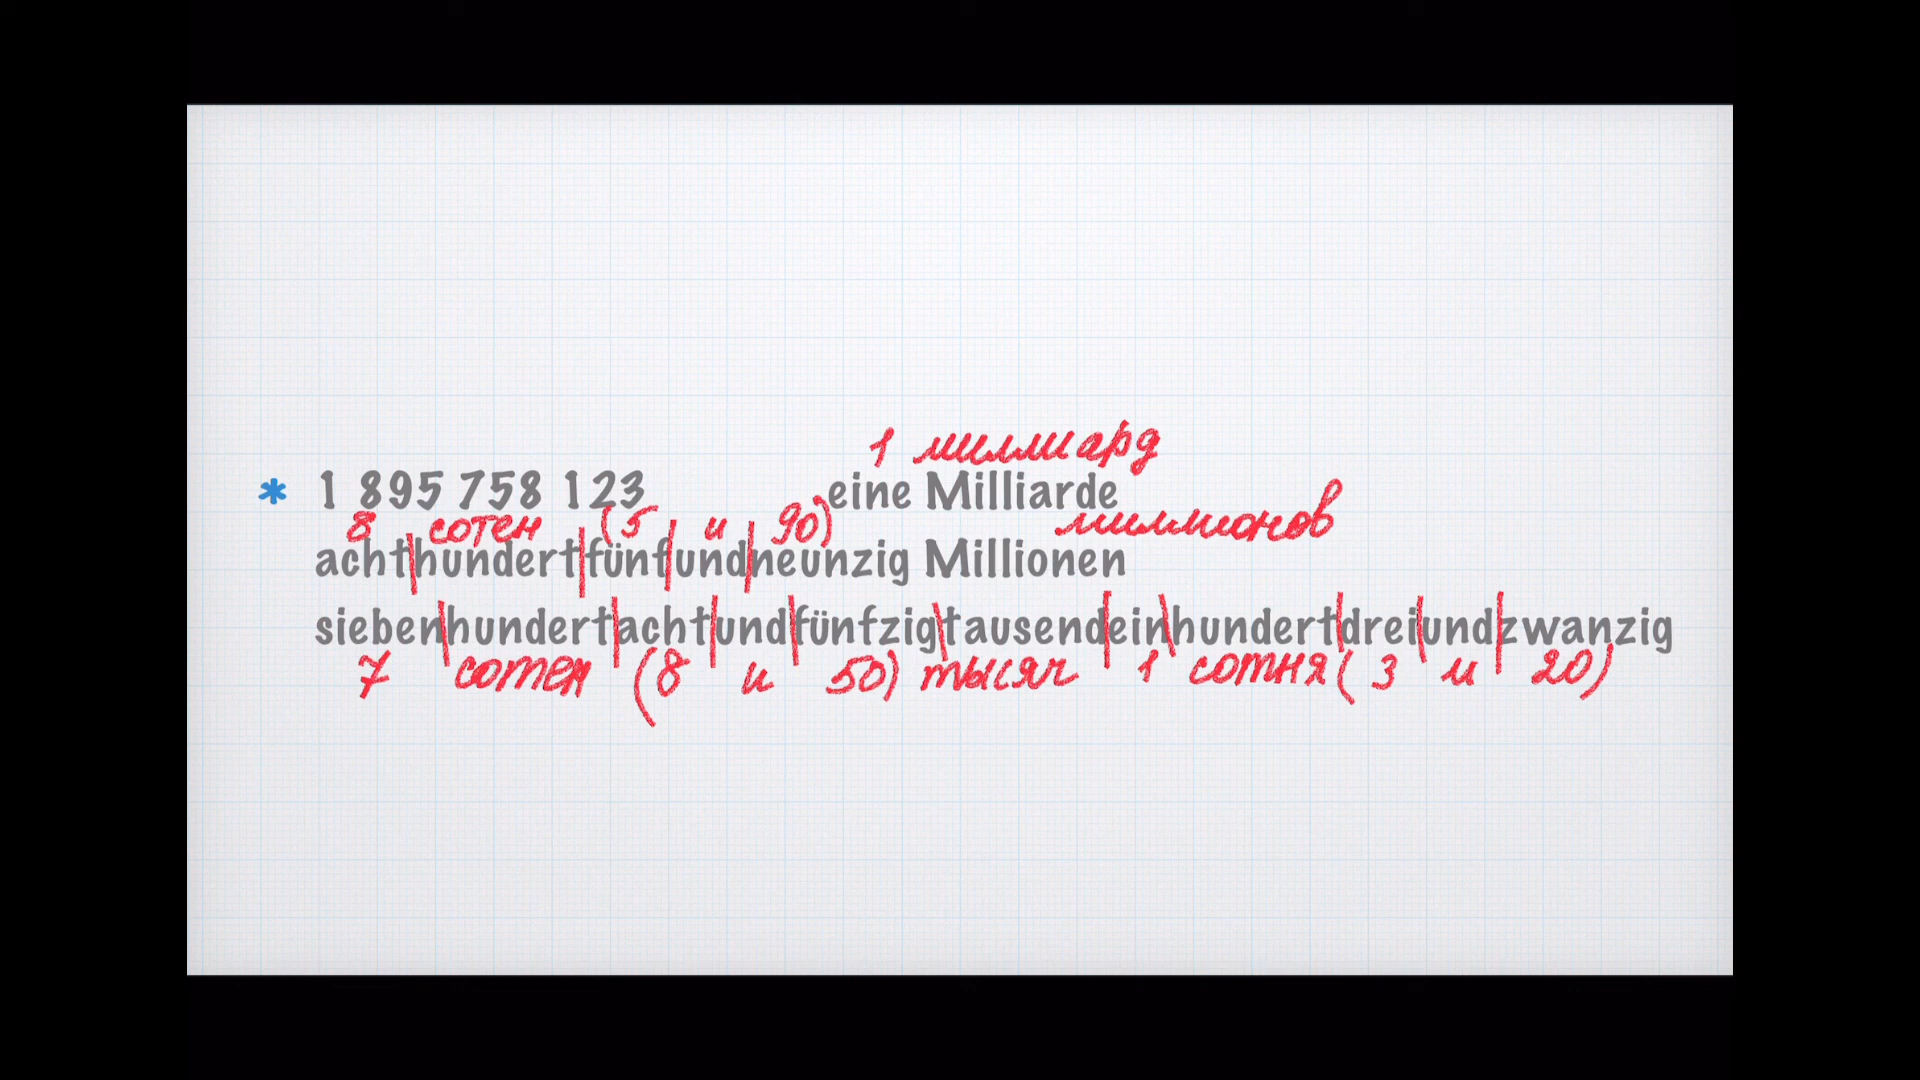 1 миллиард
* 1 895 758 123 eine Milliarde
8 сотен (5 и 90) миллионов
achthundertfünfundneunzig Millionen
siebenhundertachtundfünfzigtausendeinhundertdreiundzwanzig
7 сотен (8 и 50) тысяч 1 сотня (3 и 20)